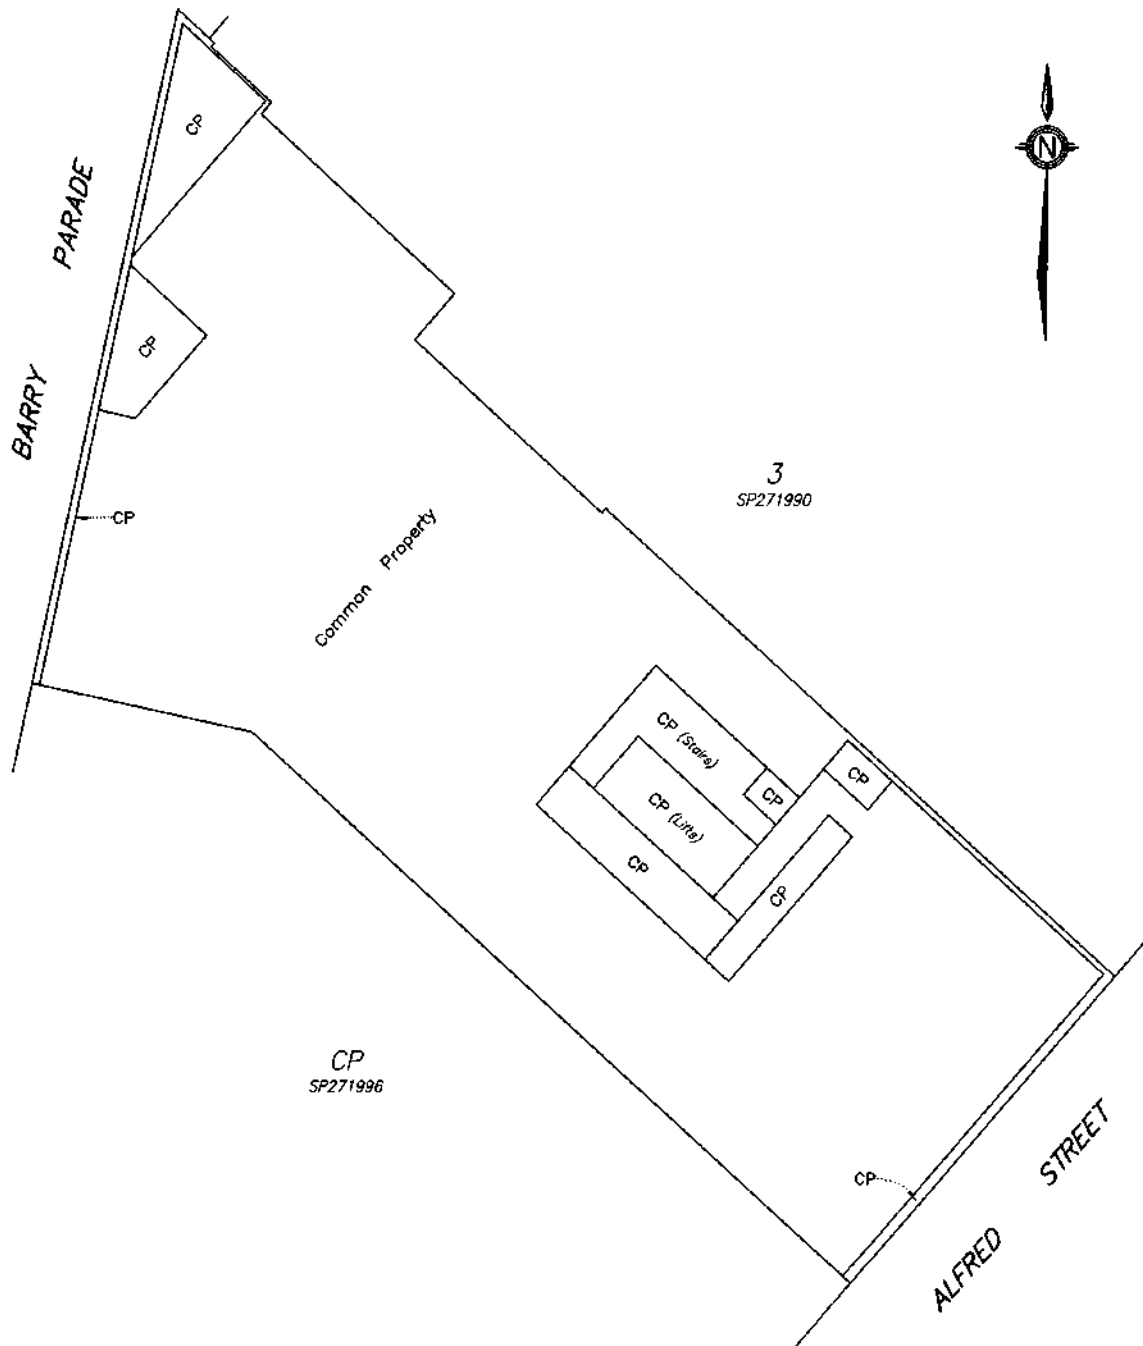 CP
N
BARRY PARADE
CP
3
SP271990
CP
Common Property
CP (Stairs)
CP
CP
CP (Lifts)
CP
CP
CP
SP271996
CP
ALFRED STREET